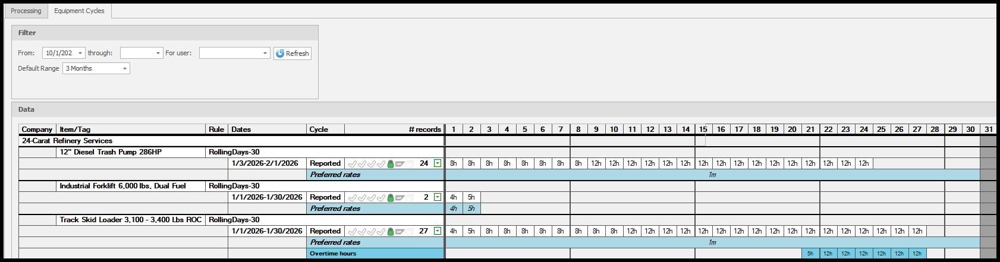 Processing Equipment Cycles
Filter
From: 10/1/202 through: For user: Refresh
Default Range 3 Months
Data
Company Item/Tag Rule Dates Cycle # records 1 2 3 4 5 6 7 8 9 10 11 12 13 14 15 16 17 18 19 20 21 22 23 24 25 26 27 28 29 30 31
24-Carat Refinery Services
12" Diesel Trash Pump 286HP RollingDays-30
1/3/2026-2/1/2026 Reported 24 8h 8h 8h 8h 8h 8h 8h 8h 12h 12h 12h 12h 12h 12h 12h 12h 12h 12h 12h 12h 12h 12h 12h 12h
Preferred rates 1m
Industrial Forklift 6,000 lbs, Dual Fuel RollingDays-30
1/1/2026-1/30/2026 Reported 2 4h 5h
Preferred rates 4h 5h
Track Skid Loader 3,100 - 3,400 Lbs ROC RollingDays-30
1/1/2026-1/30/2026 Reported 27 4h 5h 8h 8h 8h 8h 8h 8h 8h 8h 12h 12h 12h 12h 12h 12h 12h 12h 12h 12h 12h 12h 12h 12h 12h 12h 12h
Preferred rates 1m
Overtime hours 5h 12h 12h 12h 12h 12h 12h